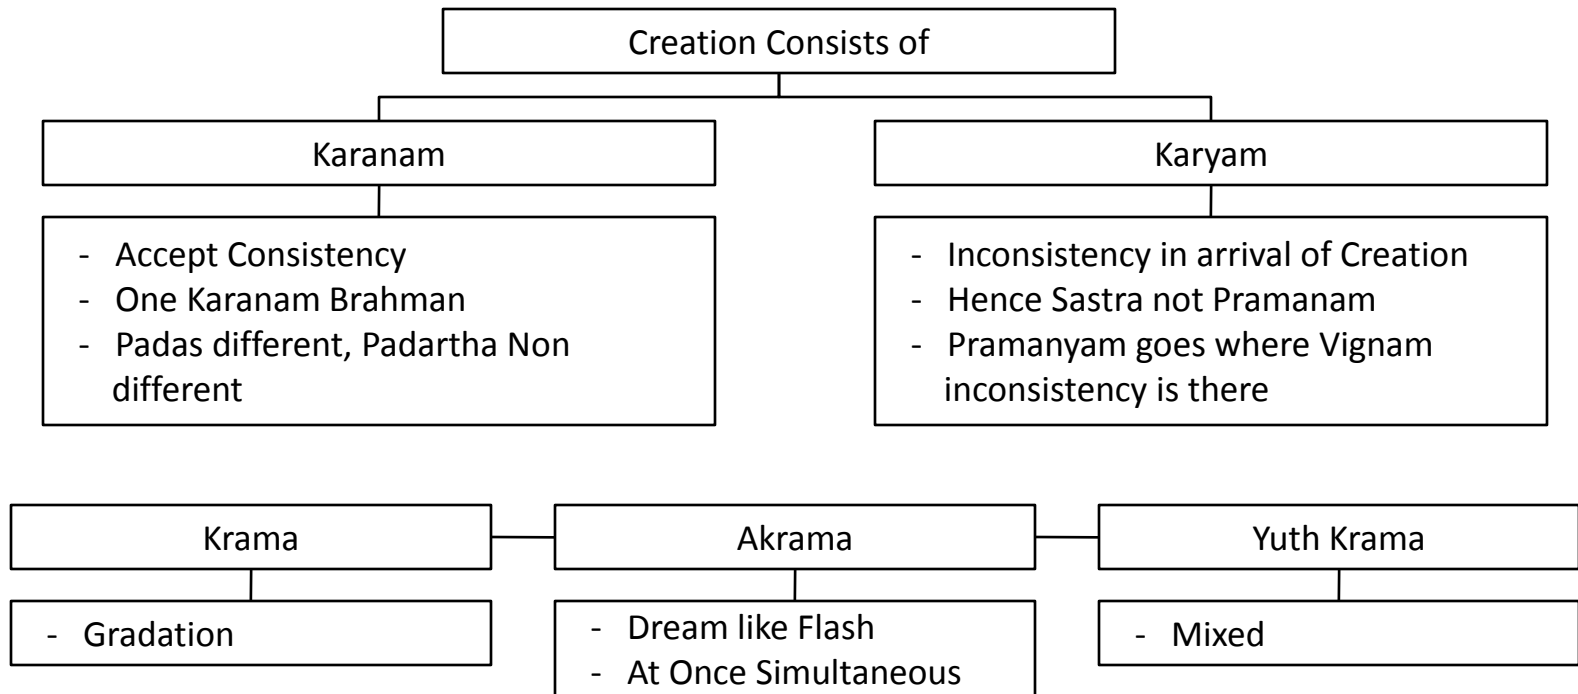 Creation Consists of
Karanam
Karyam
- Accept Consistency
- One Karanam Brahman
- Padas different, Padartha Non
different
- Inconsistency in arrival of Creation
- Hence Sastra not Pramanam
- Pramanyam goes where Vignam
inconsistency is there
Krama
Akrama
Yuth Krama
- Gradation
- Dream like Flash
- At Once Simultaneous
- Mixed